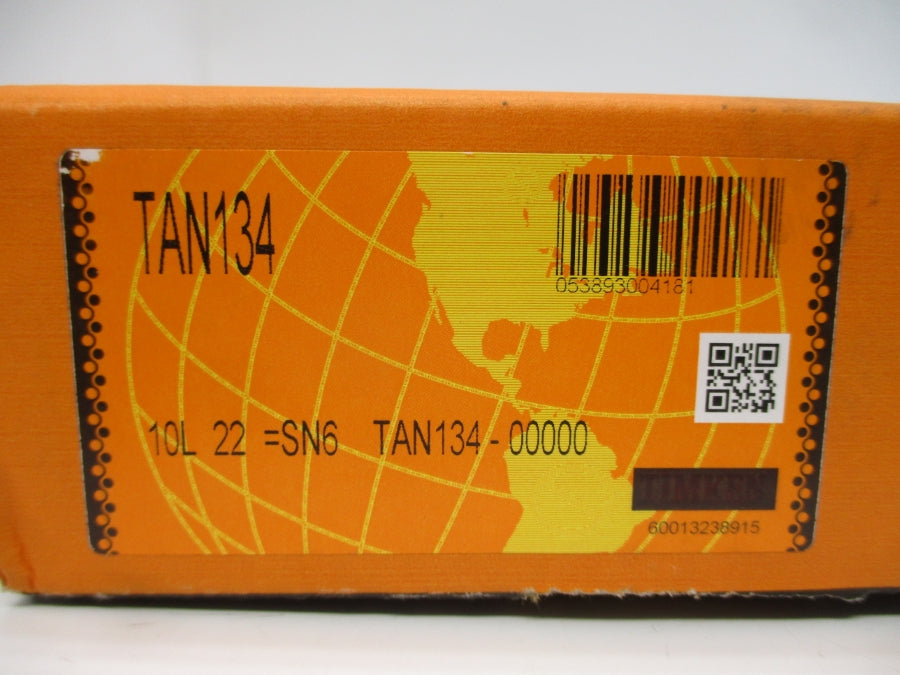 TAN134
053893004181
10L 22 =SN6 TAN134-00000
TIMKEN
60013238915